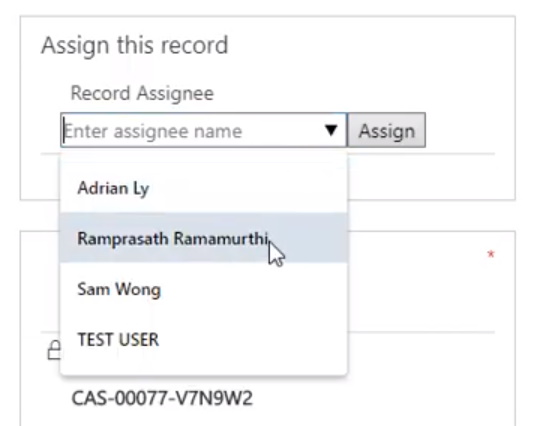 Assign this record
Record Assignee
Enter assignee name ▼ Assign
Adrian Ly
Ramprasath Ramamurthi
*
Sam Wong
TEST USER
CAS-00077-V7N9W2